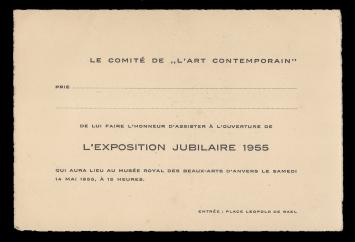 LE COMITÉ DE „L'ART CONTEMPORAIN"
PRIE
DE LUI FAIRE L'HONNEUR D'ASSISTER À L'OUVERTURE DE
L'EXPOSITION JUBILAIRE 1955
QUI AURA LIEU AU MUSÉE ROYAL DES BEAUX-ARTS D'ANVERS LE SAMEDI
14 MAI 1955, À 15 HEURES.
ENTRÉE : PLACE LÉOPOLD DE WAEL